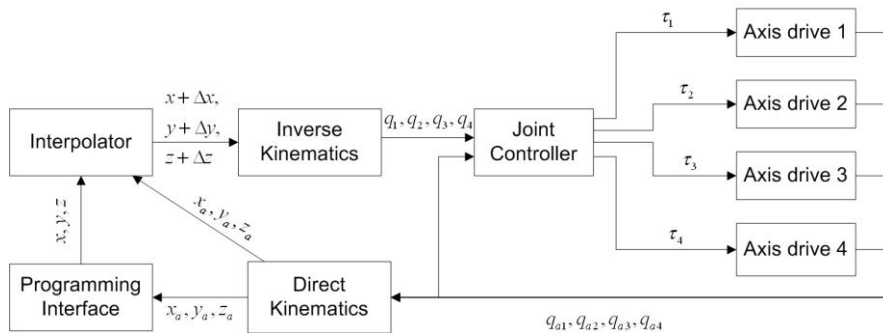 τ₁
Axis drive 1
x + Δx,
y + Δy,
z + Δz
τ₂
Axis drive 2
Interpolator
Inverse
Kinematics
q₁, q₂, q₃, q₄
Joint
Controller
τ₃
Axis drive 3
x, y, z
xₐ, yₐ, zₐ
τ₄
Axis drive 4
Programming
Interface
xₐ, yₐ, zₐ
Direct
Kinematics
qₐ₁, qₐ₂, qₐ₃, qₐ₄